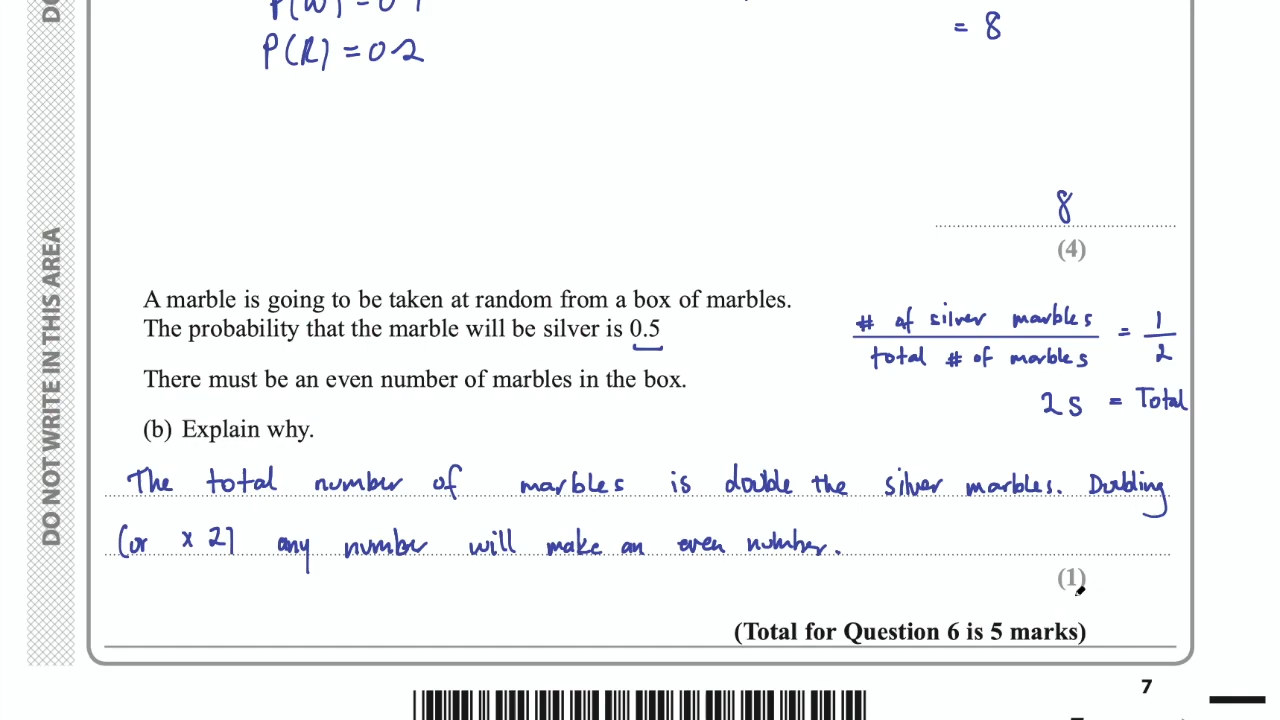 P(R) = 0.2
= 8
8
(4)
A marble is going to be taken at random from a box of marbles.
The probability that the marble will be silver is 0.5
There must be an even number of marbles in the box.
(b) Explain why.
# of silver marbles / total # of marbles = 1/2
2S = Total
The total number of marbles is double the silver marbles. Doubling
(or × 2) any number will make an even number.
(1)
(Total for Question 6 is 5 marks)
7
DO NOT WRITE IN THIS AREA